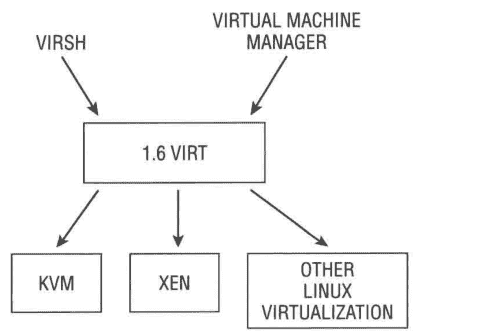 VIRSH
VIRTUAL MACHINE
MANAGER
1.6 VIRT
KVM
XEN
OTHER
LINUX
VIRTUALIZATION